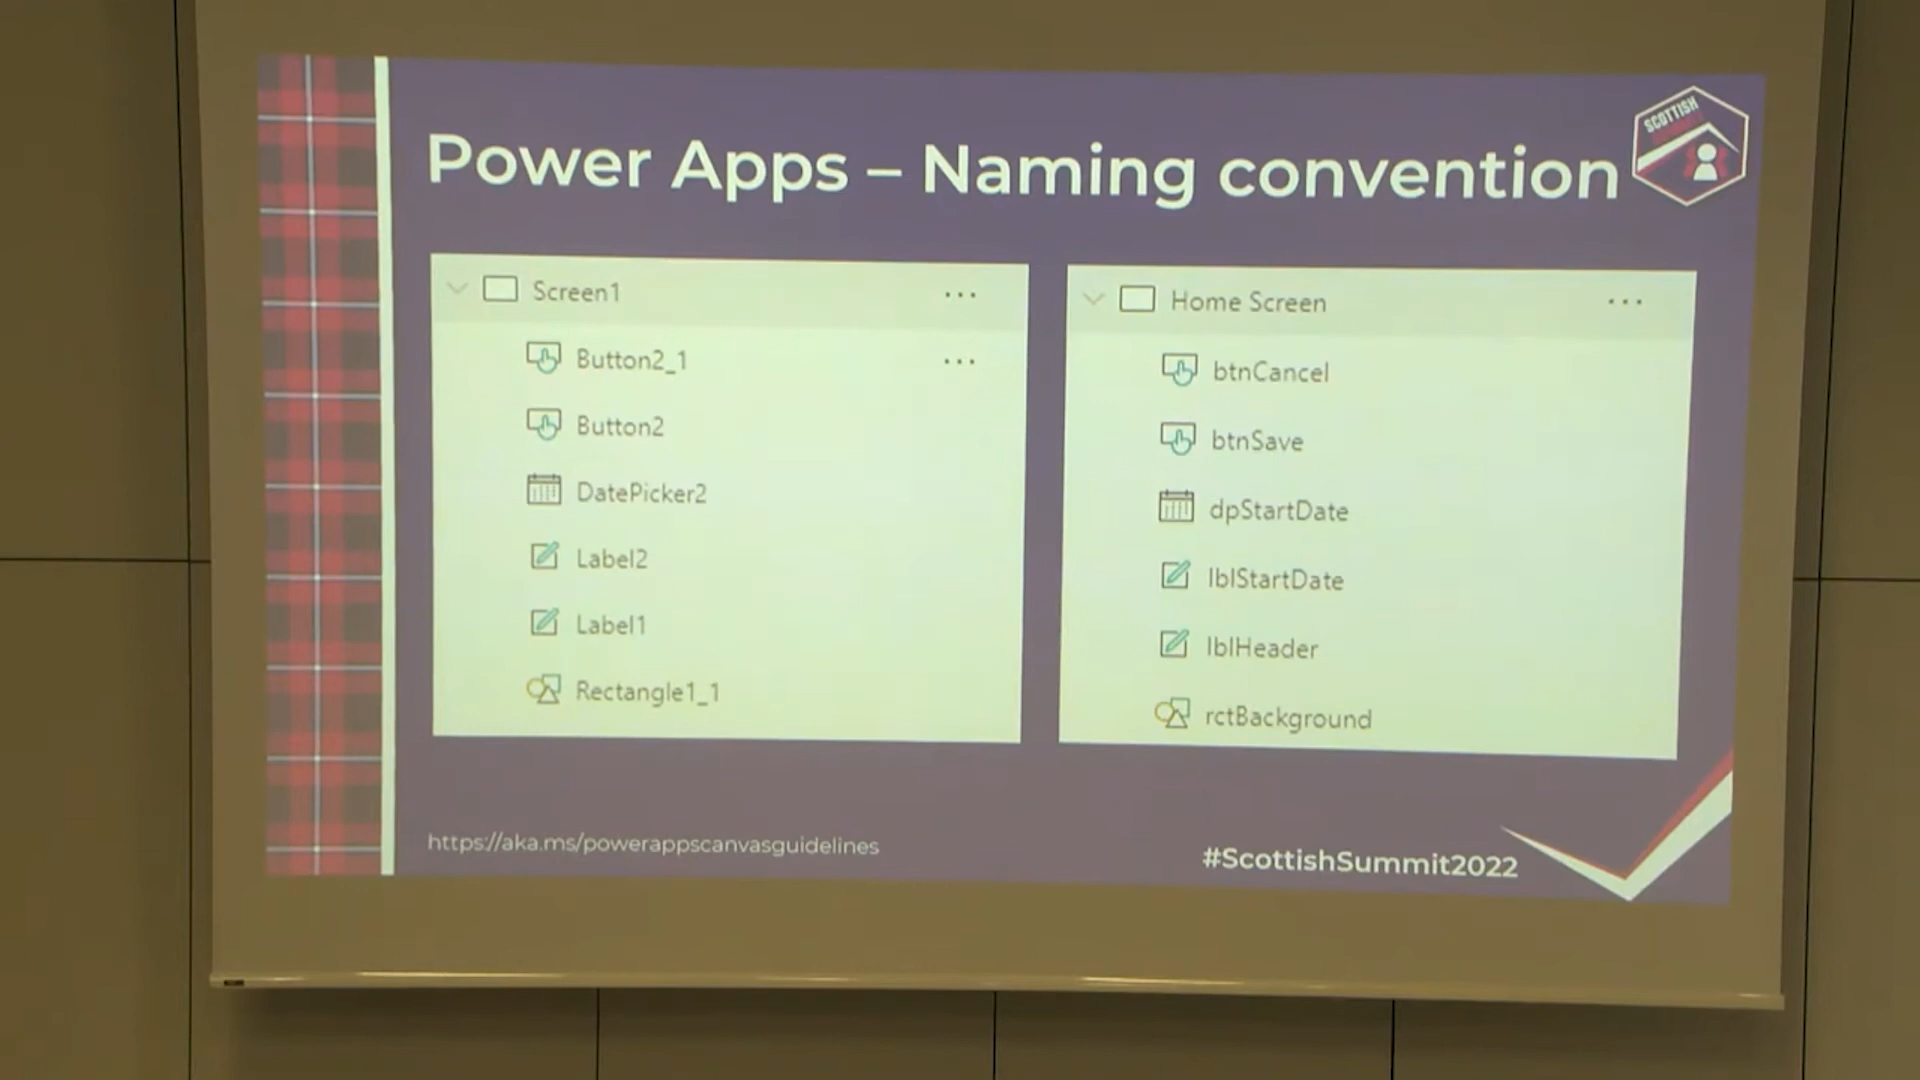 SCOTTISH
Power Apps – Naming convention
Screen1
Button2_1
Button2
DatePicker2
Label2
Label1
Rectangle1_1
Home Screen
btnCancel
btnSave
dpStartDate
lblStartDate
lblHeader
rctBackground
https://aka.ms/powerappscanvasguidelines
#ScottishSummit2022